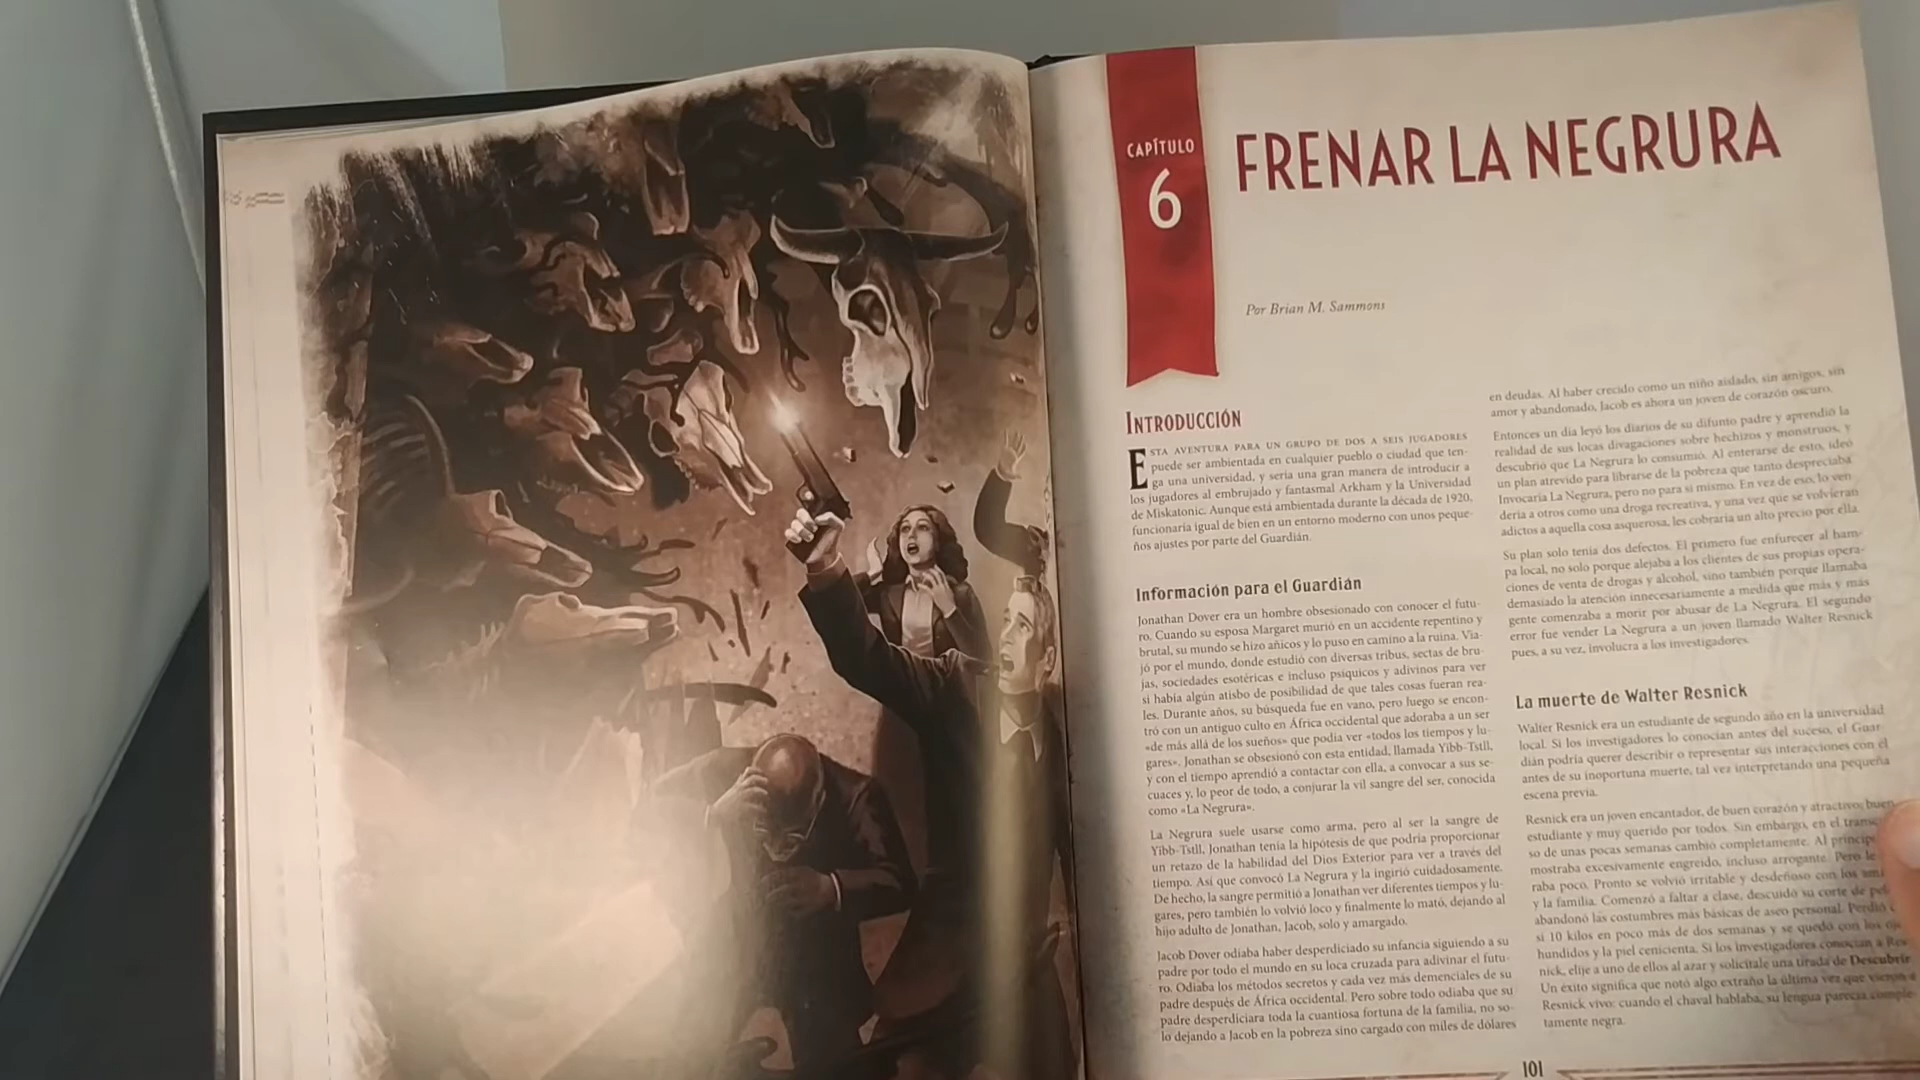 CAPÍTULO
6
FRENAR LA NEGRURA
Por Brian M. Sammons
INTRODUCCIÓN
ESTA AVENTURA PARA UN GRUPO DE DOS A SEIS JUGADORES
puede ser ambientada en cualquier pueblo o ciudad que ten-
ga una universidad, y sería una gran manera de introducir a
los jugadores al embrujado y fantasmal Arkham y la Universidad
de Miskatonic. Aunque está ambientada durante la década de 1920,
funcionaría igual de bien en un entorno moderno con unos peque-
ños ajustes por parte del Guardián.
Información para el Guardián
Jonathan Dover era un hombre obsesionado con conocer el futu-
ro. Cuando su esposa Margaret murió en un accidente repentino y
brutal, su mundo se hizo añicos y lo puso en camino a la ruina. Via-
jó por el mundo, donde estudió con diversas tribus, sectas de bru-
jas, sociedades esotéricas e incluso psíquicos y adivinos para ver
si había algún atisbo de posibilidad de que tales cosas fueran rea-
les. Durante años, su búsqueda fue en vano, pero luego se encon-
tró con un antiguo culto en África occidental que adoraba a un ser
«de más allá de los sueños» que podía ver «todos los tiempos y lu-
gares». Jonathan se obsesionó con esta entidad, llamada Yibb-Tstll,
y con el tiempo aprendió a contactar con ella, a convocar a sus se-
cuaces y, lo peor de todo, a conjurar la vil sangre del ser, conocida
como «La Negrura».
La Negrura suele usarse como arma, pero al ser la sangre de
Yibb-Tstll, Jonathan tenía la hipótesis de que podría proporcionar
un retazo de la habilidad del Dios Exterior para ver a través del
tiempo. Así que convocó La Negrura y la ingirió cuidadosamente.
De hecho, la sangre permitió a Jonathan ver diferentes tiempos y lu-
gares, pero también lo volvió loco y finalmente lo mató, dejando al
hijo adulto de Jonathan, Jacob, solo y amargado.
Jacob Dover odiaba haber desperdiciado su infancia siguiendo a su
padre por todo el mundo en su loca cruzada para adivinar el futu-
ro. Odiaba los métodos secretos y cada vez más demenciales de su
padre después de África occidental. Pero sobre todo odiaba que su
padre desperdiciara toda la cuantiosa fortuna de la familia, no so-
lo dejando a Jacob en la pobreza sino cargado con miles de dólares
en deudas. Al haber crecido como un niño aislado, sin amigos, sin
amor y abandonado, Jacob es ahora un joven de corazón oscuro.
Entonces un día leyó los diarios de su difunto padre y aprendió la
realidad de sus locas divagaciones sobre hechizos y monstruos, y
descubrió que La Negrura lo consumió. Al enterarse de esto, ideó
un plan atrevido para librarse de la pobreza que tanto despreciaba.
Invocaría La Negrura, pero no para sí mismo. En vez de eso, lo ven
dería a otros como una droga recreativa, y una vez que se volvieran
adictos a aquella cosa asquerosa, les cobraría un alto precio por ella.
Su plan solo tenía dos defectos. El primero fue enfurecer al ham-
pa local, no solo porque alejaba a los clientes de sus propias opera-
ciones de venta de drogas y alcohol, sino también porque llamaba
demasiado la atención innecesariamente a medida que más y más
gente comenzaba a morir por abusar de La Negrura. El segundo
error fue vender La Negrura a un joven llamado Walter Resnick
pues, a su vez, involucra a los investigadores.
La muerte de Walter Resnick
Walter Resnick era un estudiante de segundo año en la universidad
local. Si los investigadores lo conocían antes del suceso, el Guar-
dián podría querer describir o representar sus interacciones con él
antes de su inoportuna muerte, tal vez interpretando una pequeña
escena previa.
Resnick era un joven encantador, de buen corazón y atractivo; buen
estudiante y muy querido por todos. Sin embargo, en el transc
so de unas pocas semanas cambió completamente. Al princip
mostraba excesivamente engreído, incluso arrogante. Pero le
raba poco. Pronto se volvió irritable y desdeñoso con los ami
y la familia. Comenzó a faltar a clase, descuidó su corte de pel
abandonó las costumbres más básicas de aseo personal. Perdió
si 10 kilos en poco más de dos semanas y se quedó con los oj
hundidos y la piel cenicienta. Si los investigadores conocían a Res
nick, elije a uno de ellos al azar y solicítale una tirada de Descubrir.
Un éxito significa que notó algo extraño la última vez que vieron a
Resnick vivo: cuando el chaval hablaba, su lengua parecía comple-
tamente negra.
101